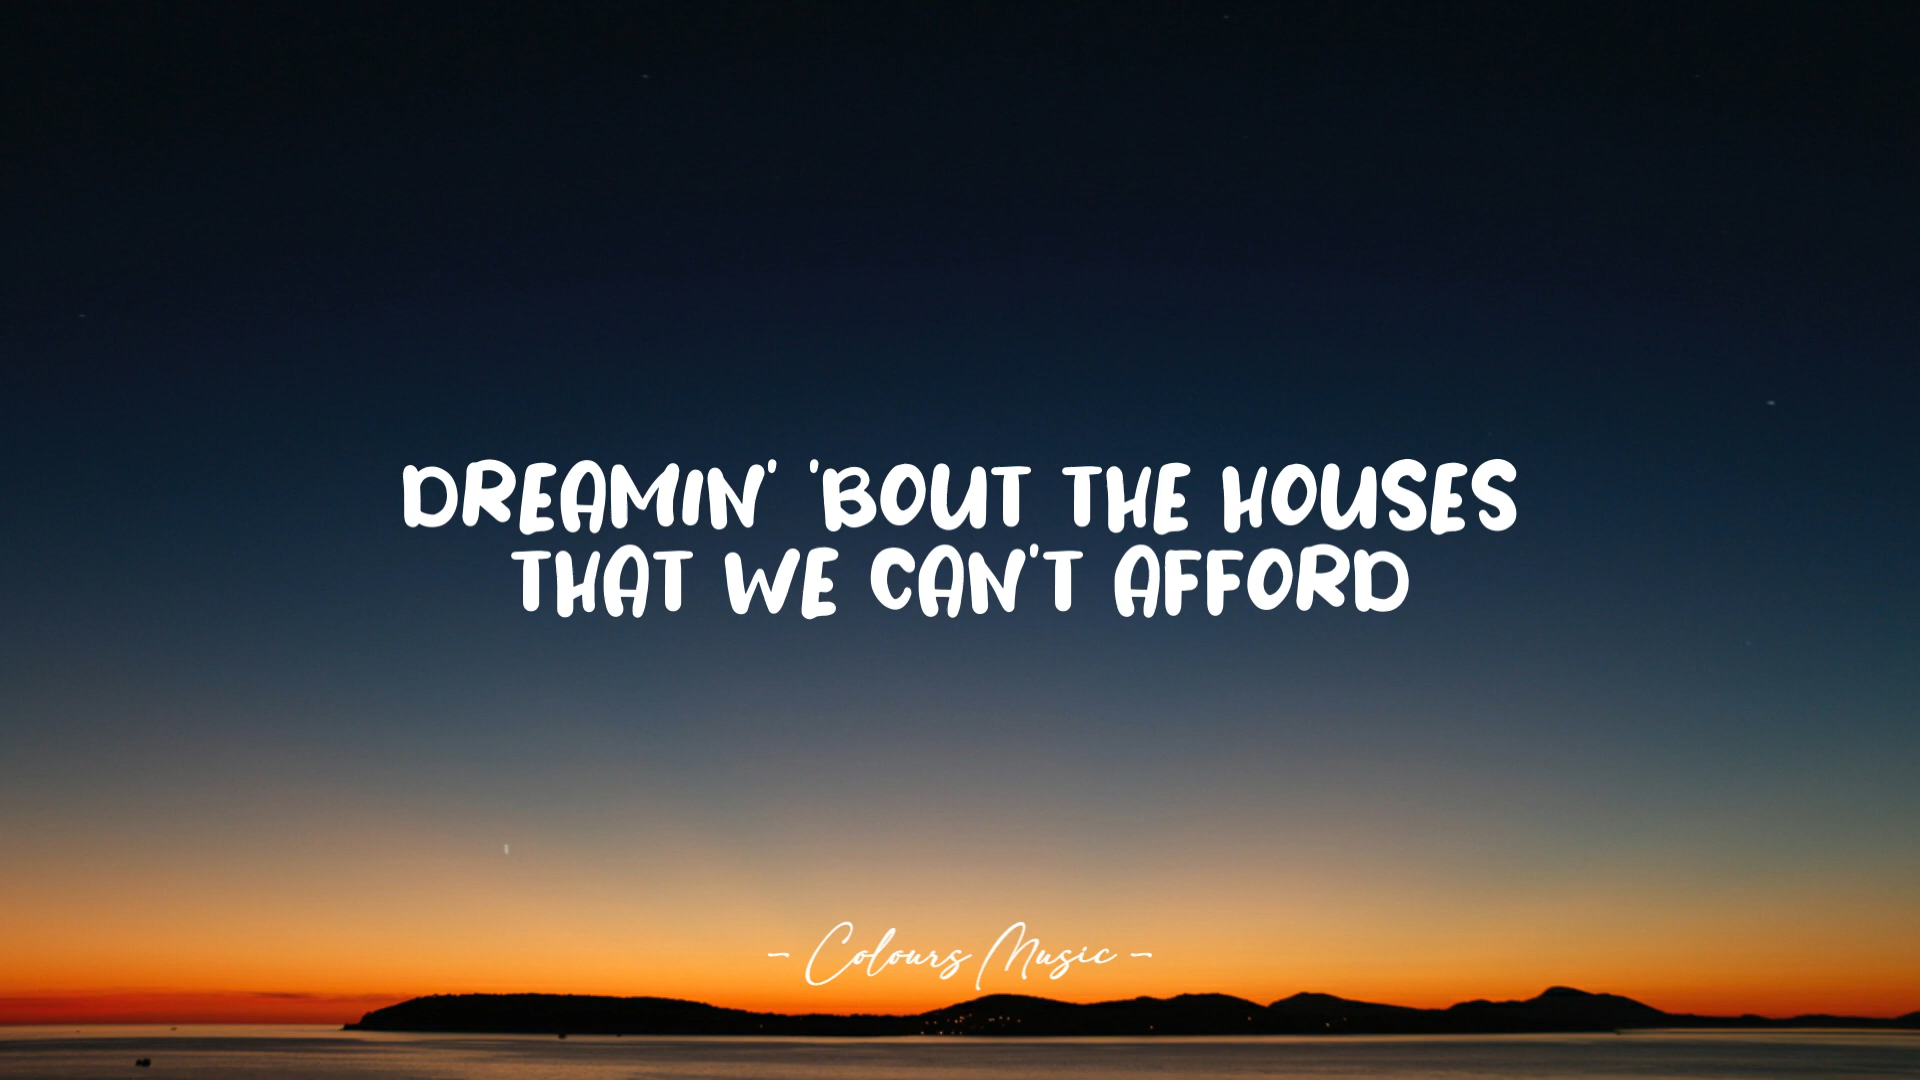 DREAMIN' 'BOUT THE HOUSES
THAT WE CAN'T AFFORD
- Colours Music -